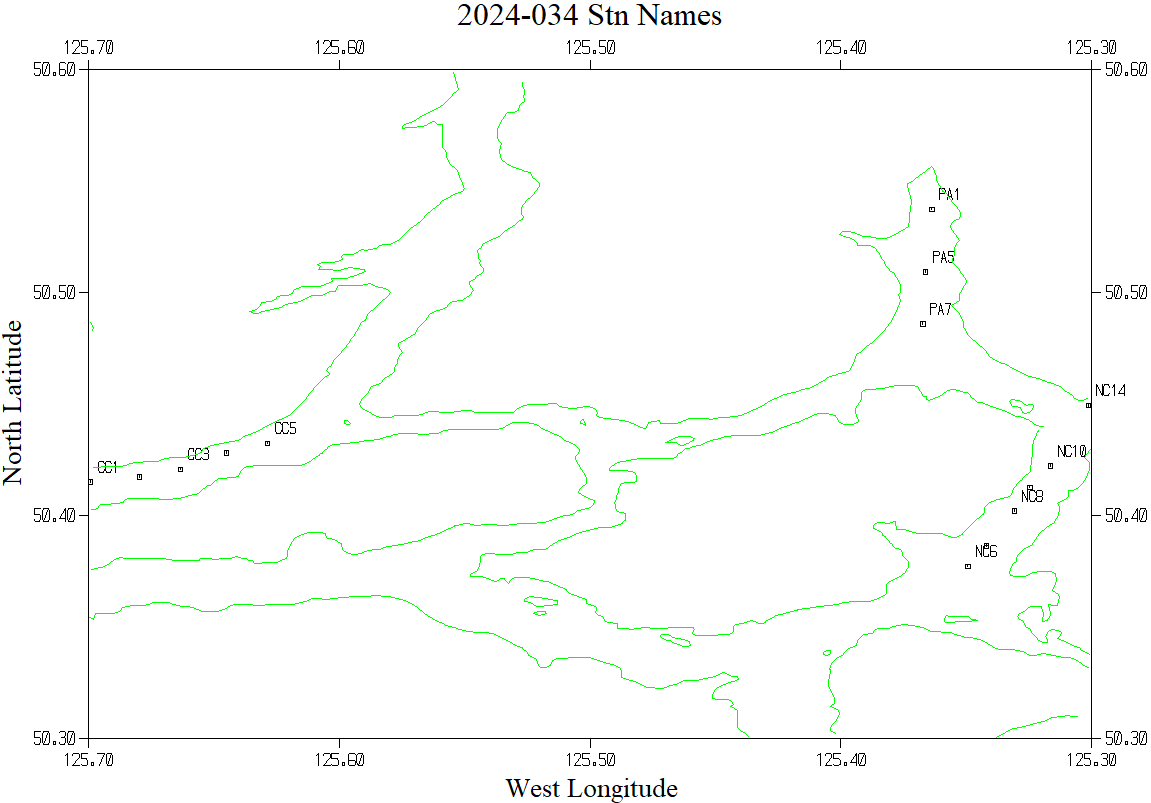 2024-034 Stn Names
125.70 125.60 125.50 125.40 125.30
50.60 50.60
PA1
PA5
50.50 50.50
PA7
North Latitude
NC14
CC5
CC3 NC10
CC1
NC8
50.40 50.40
NC6
50.30 50.30
125.70 125.60 125.50 125.40 125.30
West Longitude